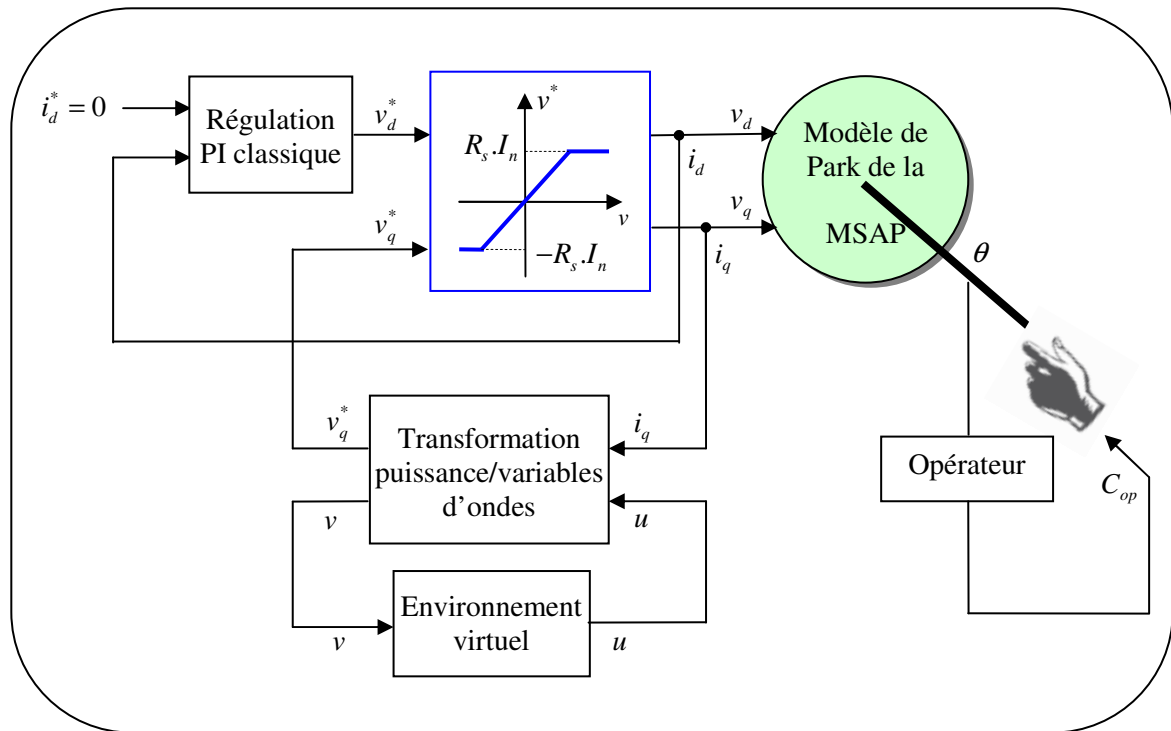 i_d^* = 0
Régulation
PI classique
v_d^*
v_q^*
v^*
R_s.I_n
v
−R_s.I_n
v_d
i_d
v_q
i_q
Modèle de
Park de la
MSAP
θ
v_q^*
Transformation
puissance/variables
d’ondes
i_q
v
u
Environnement
virtuel
v
u
Opérateur
C_op